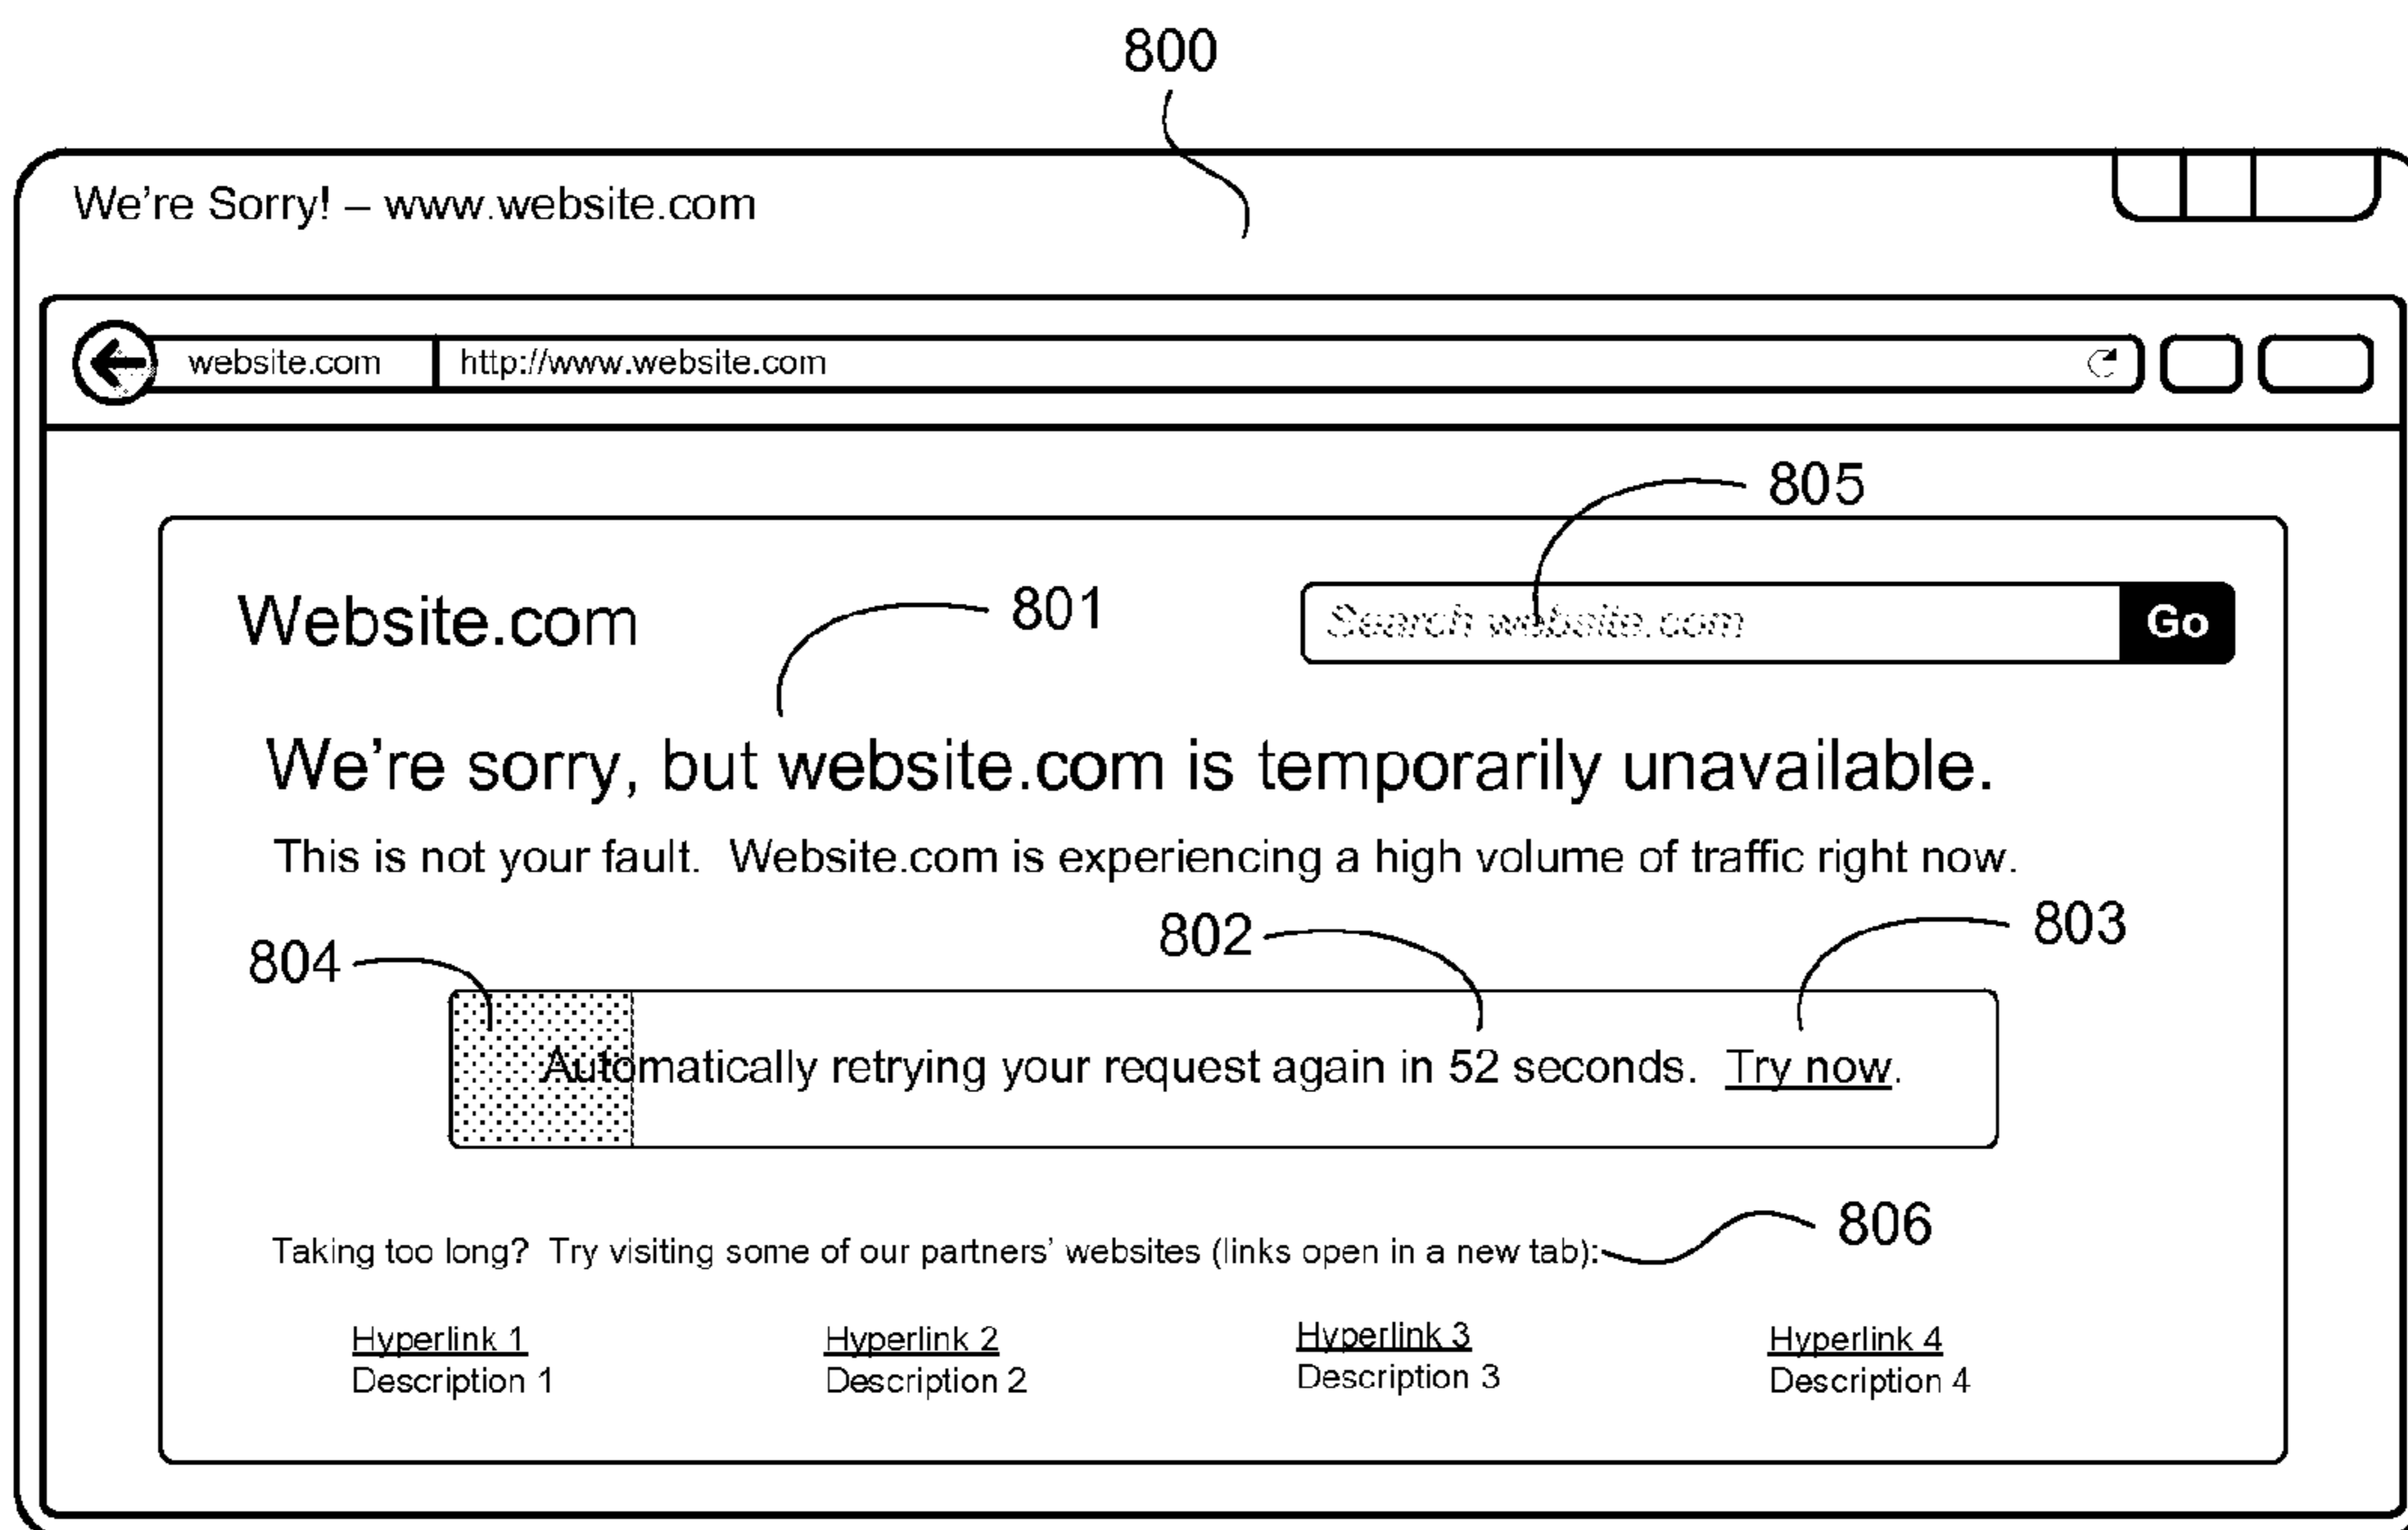 800
We're Sorry! – www.website.com
website.com http://www.website.com
805
Website.com 801 Search website.com Go
We're sorry, but website.com is temporarily unavailable.
This is not your fault. Website.com is experiencing a high volume of traffic right now.
804 802 803
Automatically retrying your request again in 52 seconds. Try now.
806
Taking too long? Try visiting some of our partners' websites (links open in a new tab):
Hyperlink 1 Hyperlink 2 Hyperlink 3 Hyperlink 4
Description 1 Description 2 Description 3 Description 4